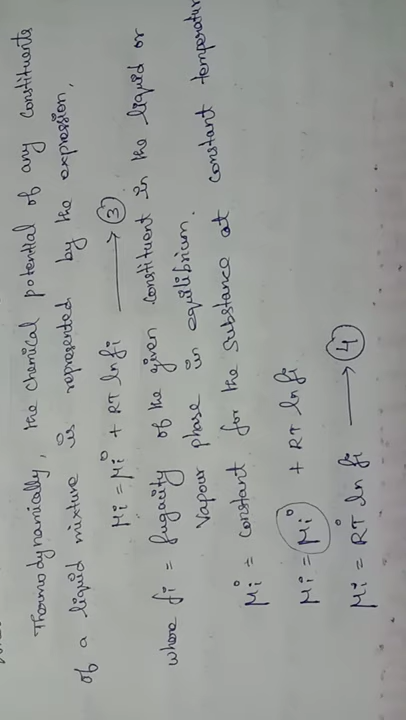 Thermodynamically, the chemical potential of any constituents
of a liquid mixture is represented by the expression,
μi = μi° + RT ln fi ⟶ ③
where fi = fugacity of the given constituent in the liquid or
Vapour phase in equilibrium.
μi° = constant for the substance at constant temperature
μi = μi° + RT ln fi
μi = RT ln fi ⟶ ④